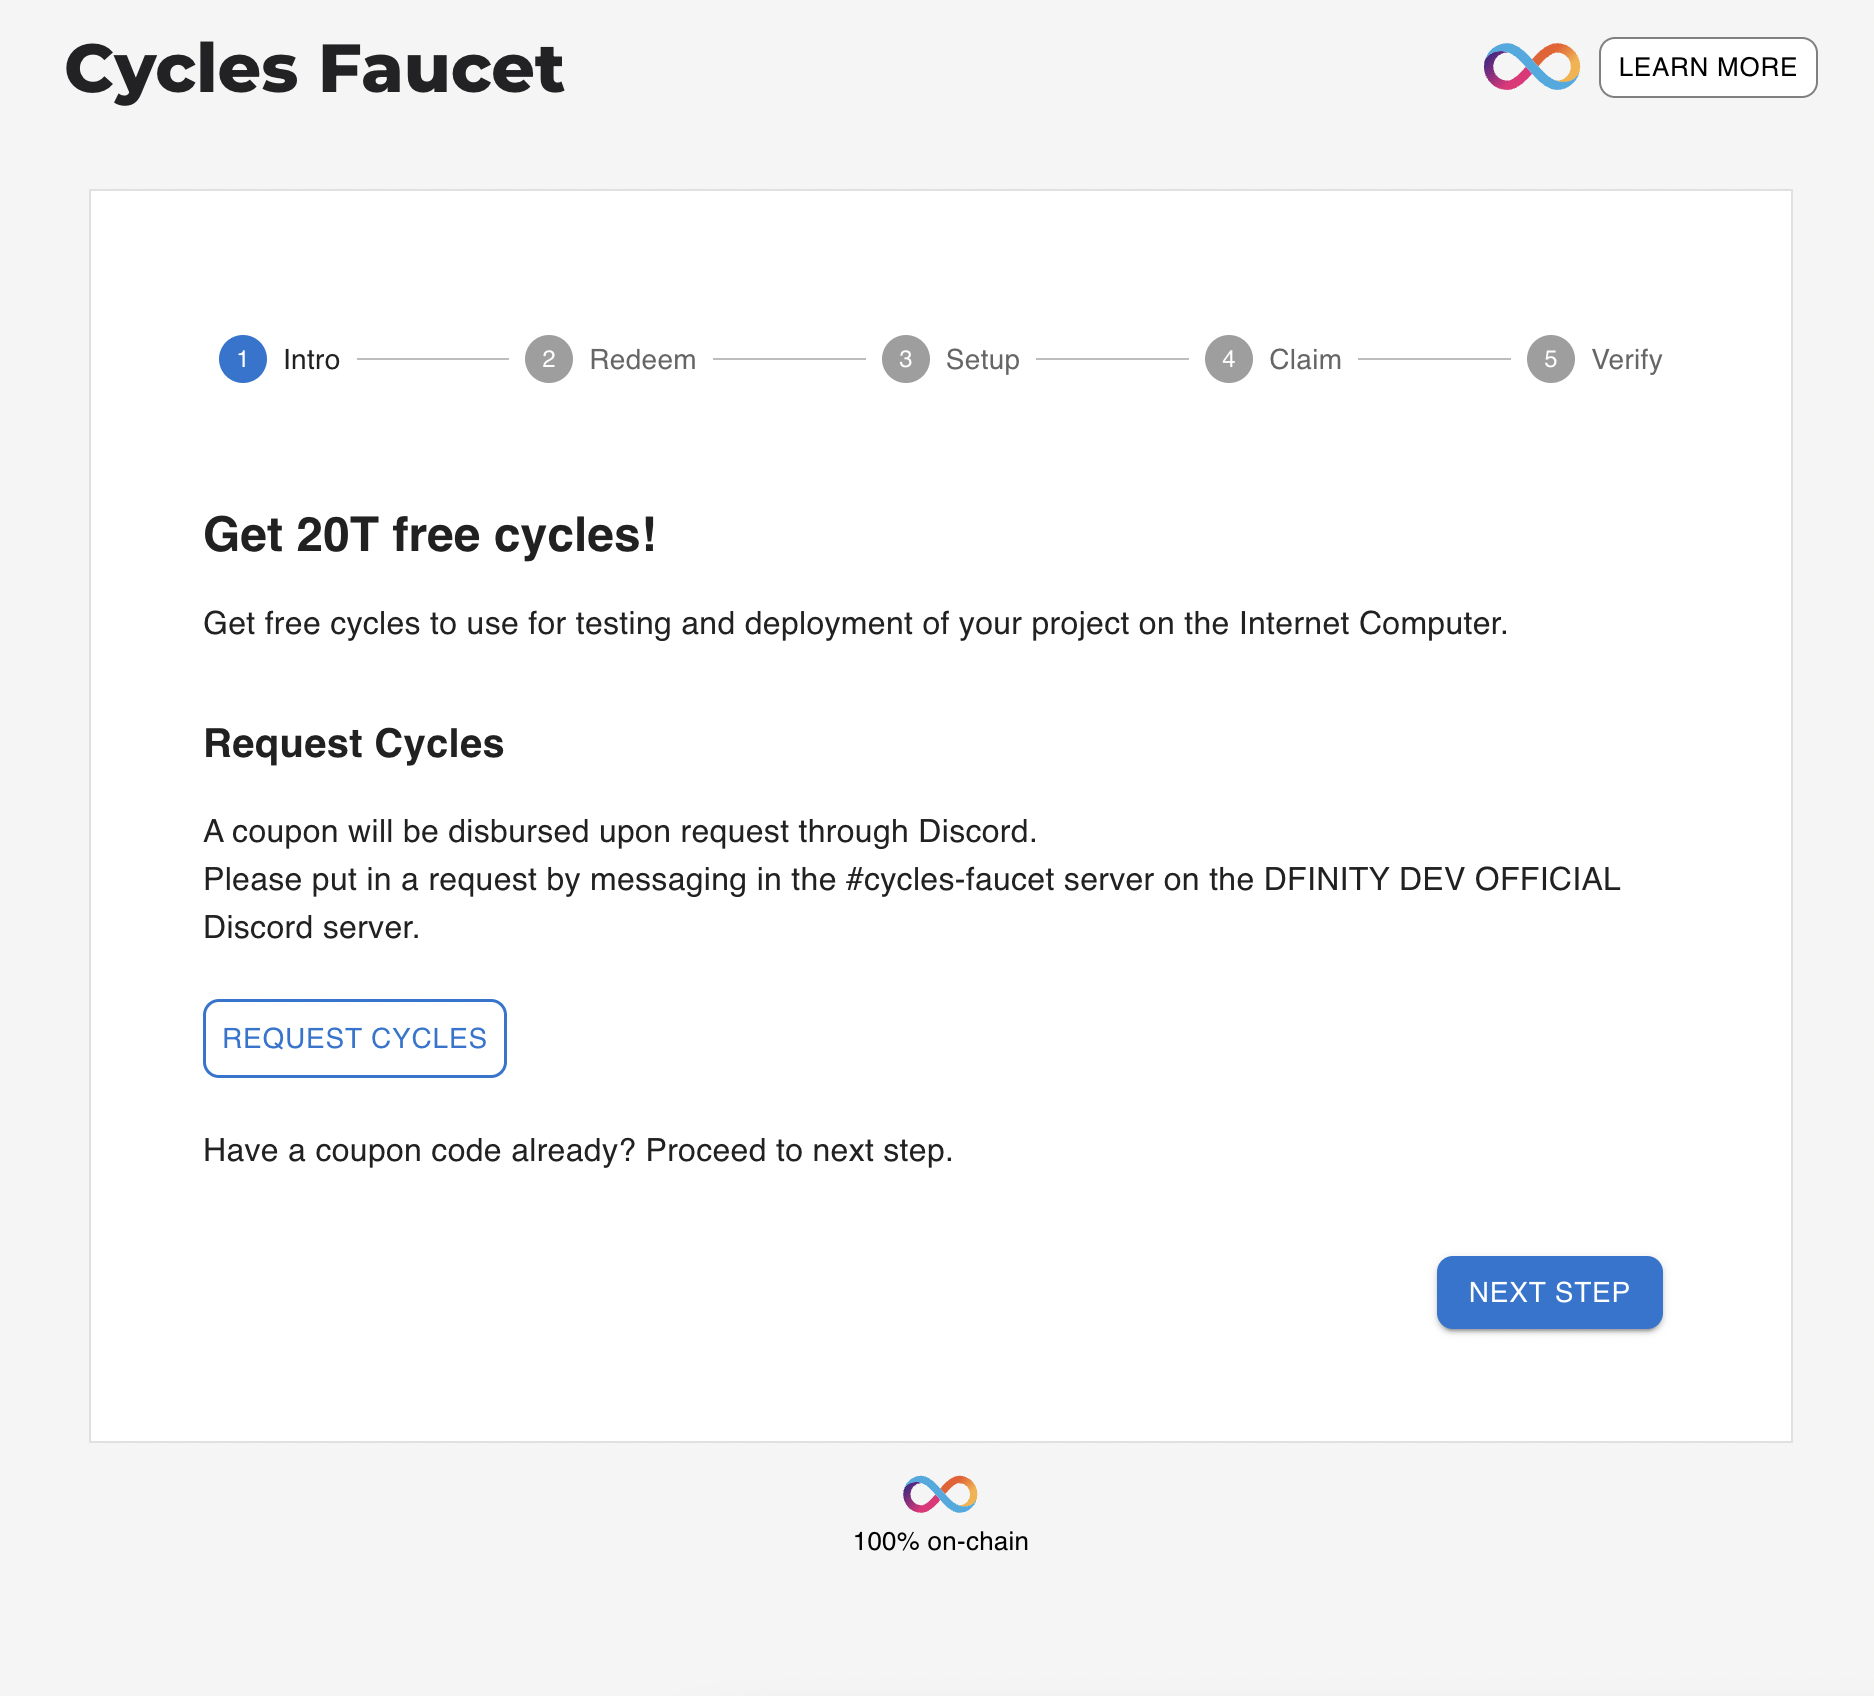 Cycles Faucet
LEARN MORE
1 Intro 2 Redeem 3 Setup 4 Claim 5 Verify
Get 20T free cycles!
Get free cycles to use for testing and deployment of your project on the Internet Computer.
Request Cycles
A coupon will be disbursed upon request through Discord.
Please put in a request by messaging in the #cycles-faucet server on the DFINITY DEV OFFICIAL
Discord server.
REQUEST CYCLES
Have a coupon code already? Proceed to next step.
NEXT STEP
100% on-chain